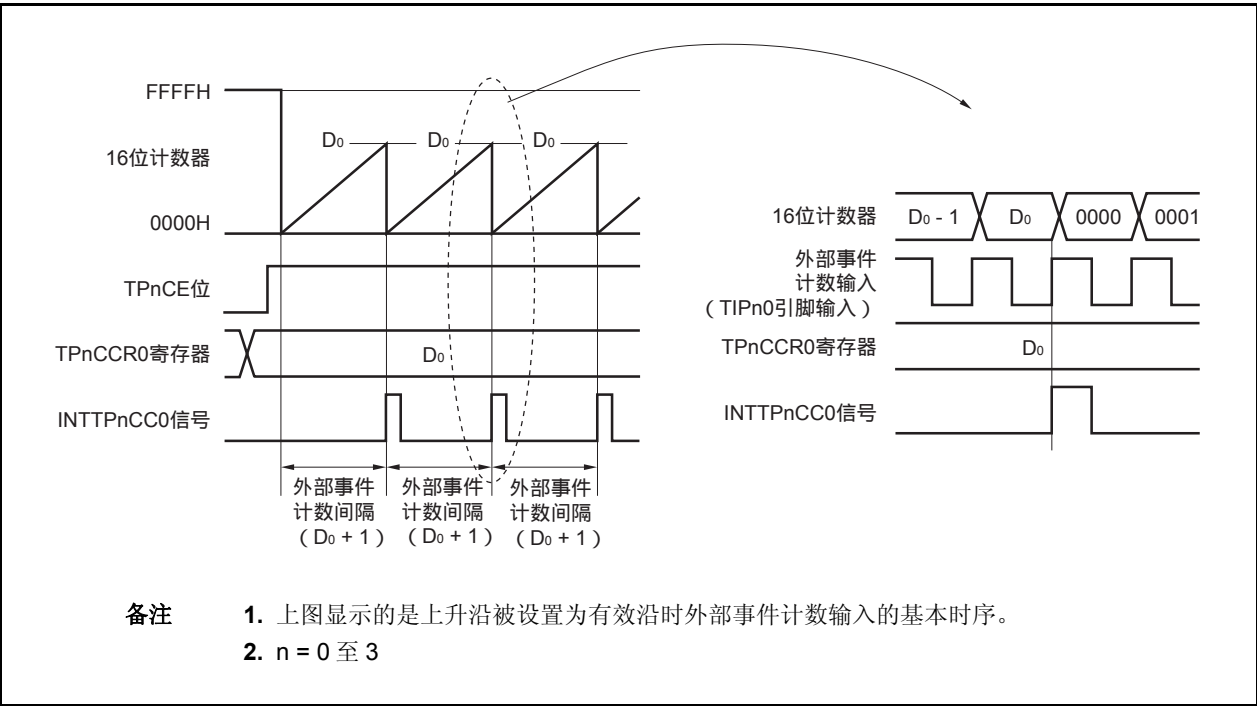 FFFFH
16位计数器
0000H
D0
D0
D0
TPnCE位
TPnCCR0寄存器
D0
INTTPnCC0信号
外部事件
计数间隔
（D0 + 1）
外部事件
计数间隔
（D0 + 1）
外部事件
计数间隔
（D0 + 1）
16位计数器
D0 - 1
D0
0000
0001
外部事件
计数输入
（TIPn0引脚输入）
TPnCCR0寄存器
D0
INTTPnCC0信号
备注 1. 上图显示的是上升沿被设置为有效沿时外部事件计数输入的基本时序。
2. n = 0 至 3